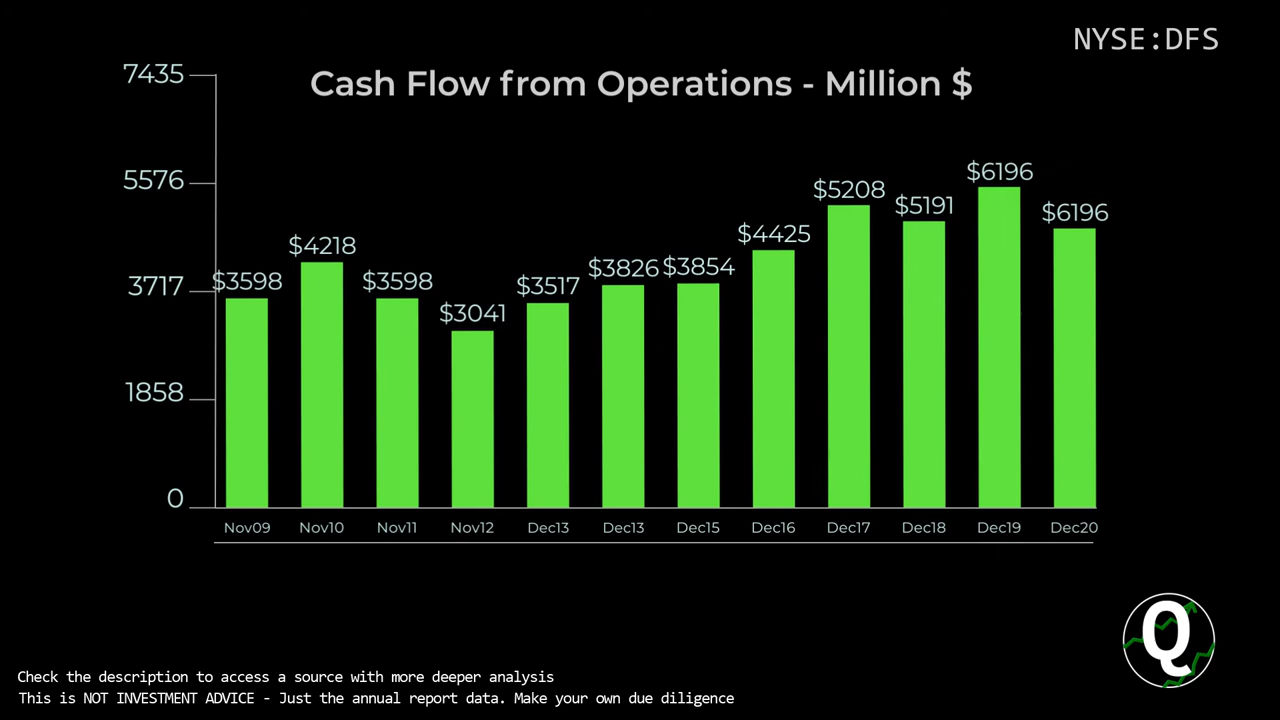 NYSE:DFS
Cash Flow from Operations - Million $
7435
5576
3717
1858
0
$3598
$4218
$3598
$3041
$3517
$3826
$3854
$4425
$5208
$5191
$6196
$6196
Nov09
Nov10
Nov11
Nov12
Dec13
Dec13
Dec15
Dec16
Dec17
Dec18
Dec19
Dec20
Q
Check the description to access a source with more deeper analysis
This is NOT INVESTMENT ADVICE - Just the annual report data. Make your own due diligence